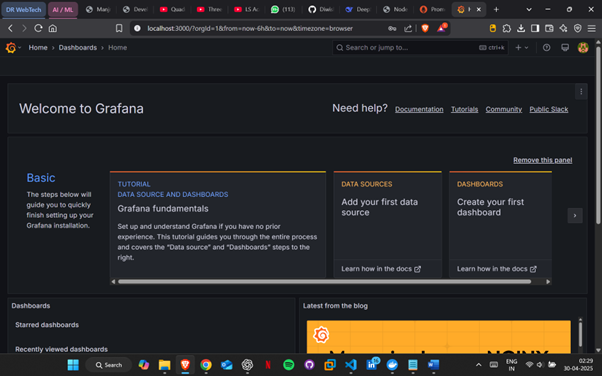 DR WebTech
AI / ML
Manj
Deve
Quac
Three
LS Ac
(113)
Diwi
Deep
Node
Prom
localhost:3000/?orgId=1&from=now-6h&to=now&timezone=browser
Home › Dashboards › Home
Search or jump to...
ctrl+k
Welcome to Grafana
Need help?
Documentation
Tutorials
Community
Public Slack
Remove this panel
Basic
The steps below will
guide you to quickly
finish setting up your
Grafana installation.
TUTORIAL
DATA SOURCE AND DASHBOARDS
Grafana fundamentals
Set up and understand Grafana if you have no prior
experience. This tutorial guides you through the entire process
and covers the “Data source” and “Dashboards” steps to the
right.
DATA SOURCES
Add your first data
source
Learn how in the docs
DASHBOARDS
Create your first
dashboard
Learn how in the docs
Dashboards
Starred dashboards
Recently viewed dashboards
Latest from the blog
Search
ENG
IN
02:29
30-04-2025